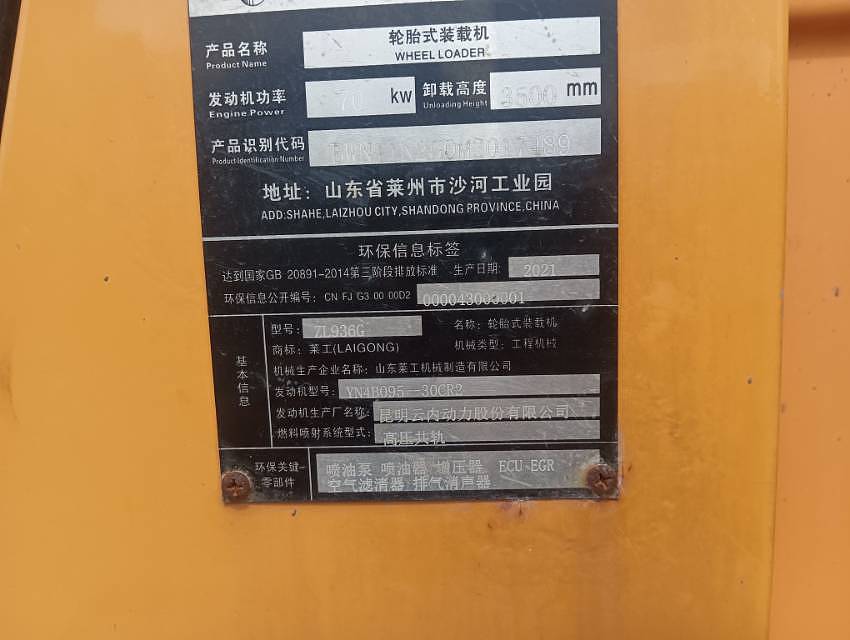 产品名称 轮胎式装载机
Product Name WHEEL LOADER
发动机功率 70 kw 卸载高度 3500 mm
Engine Power Unloading Height
产品识别代码
Product Identification Number
地址：山东省莱州市沙河工业园
ADD:SHAHE,LAIZHOU CITY,SHANDONG PROVINCE,CHINA
环保信息标签
达到国家GB 20891-2014第三阶段排放标准 生产日期: 2021
环保信息公开编号: CN FJ G3 00 00D2 000043003001
基本信息
型号: ZL936G 名称: 轮胎式装载机
商标: 莱工(LAIGONG) 机械类型: 工程机械
机械生产企业名称: 山东莱工机械制造有限公司
发动机型号: YN4B095--30CR2
发动机生产厂名称: 昆明云内动力股份有限公司
燃料喷射系统型式: 高压共轨
环保关键 喷油泵 喷油器 增压器 ECU EGR
零部件 空气滤清器 排气消声器